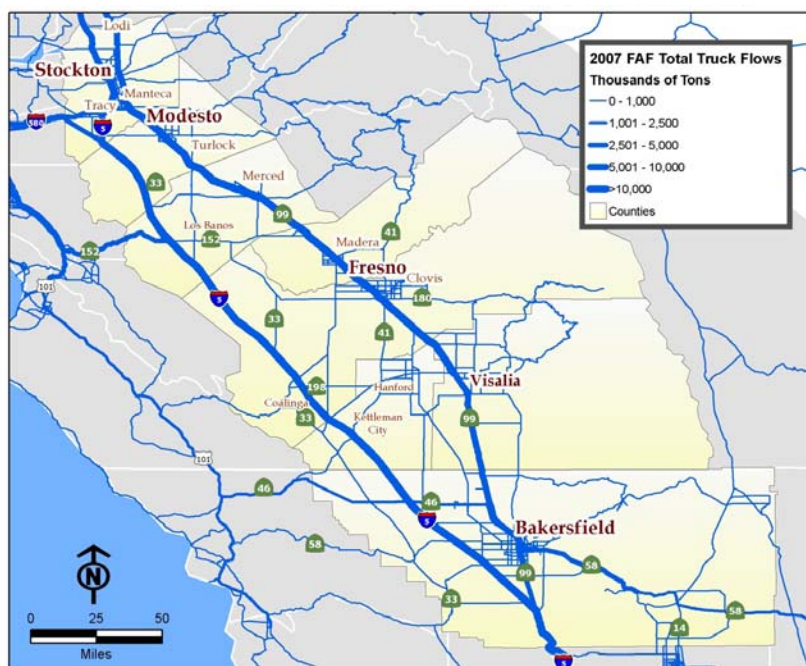 Lodi
Stockton
Manteca
Tracy
580
5
Modesto
Turlock
33
Merced
99
41
Los Banos
152
152
Madera
101
Fresno
Clovis
180
5
33
41
198
Hanford
Visalia
Coalinga
33
Kettleman
City
99
101
46
46
5
Bakersfield
58
58
99
33
58
14
5
2007 FAF Total Truck Flows
Thousands of Tons
0 - 1,000
1,001 - 2,500
2,501 - 5,000
5,001 - 10,000
>10,000
Counties
N
0 25 50
Miles